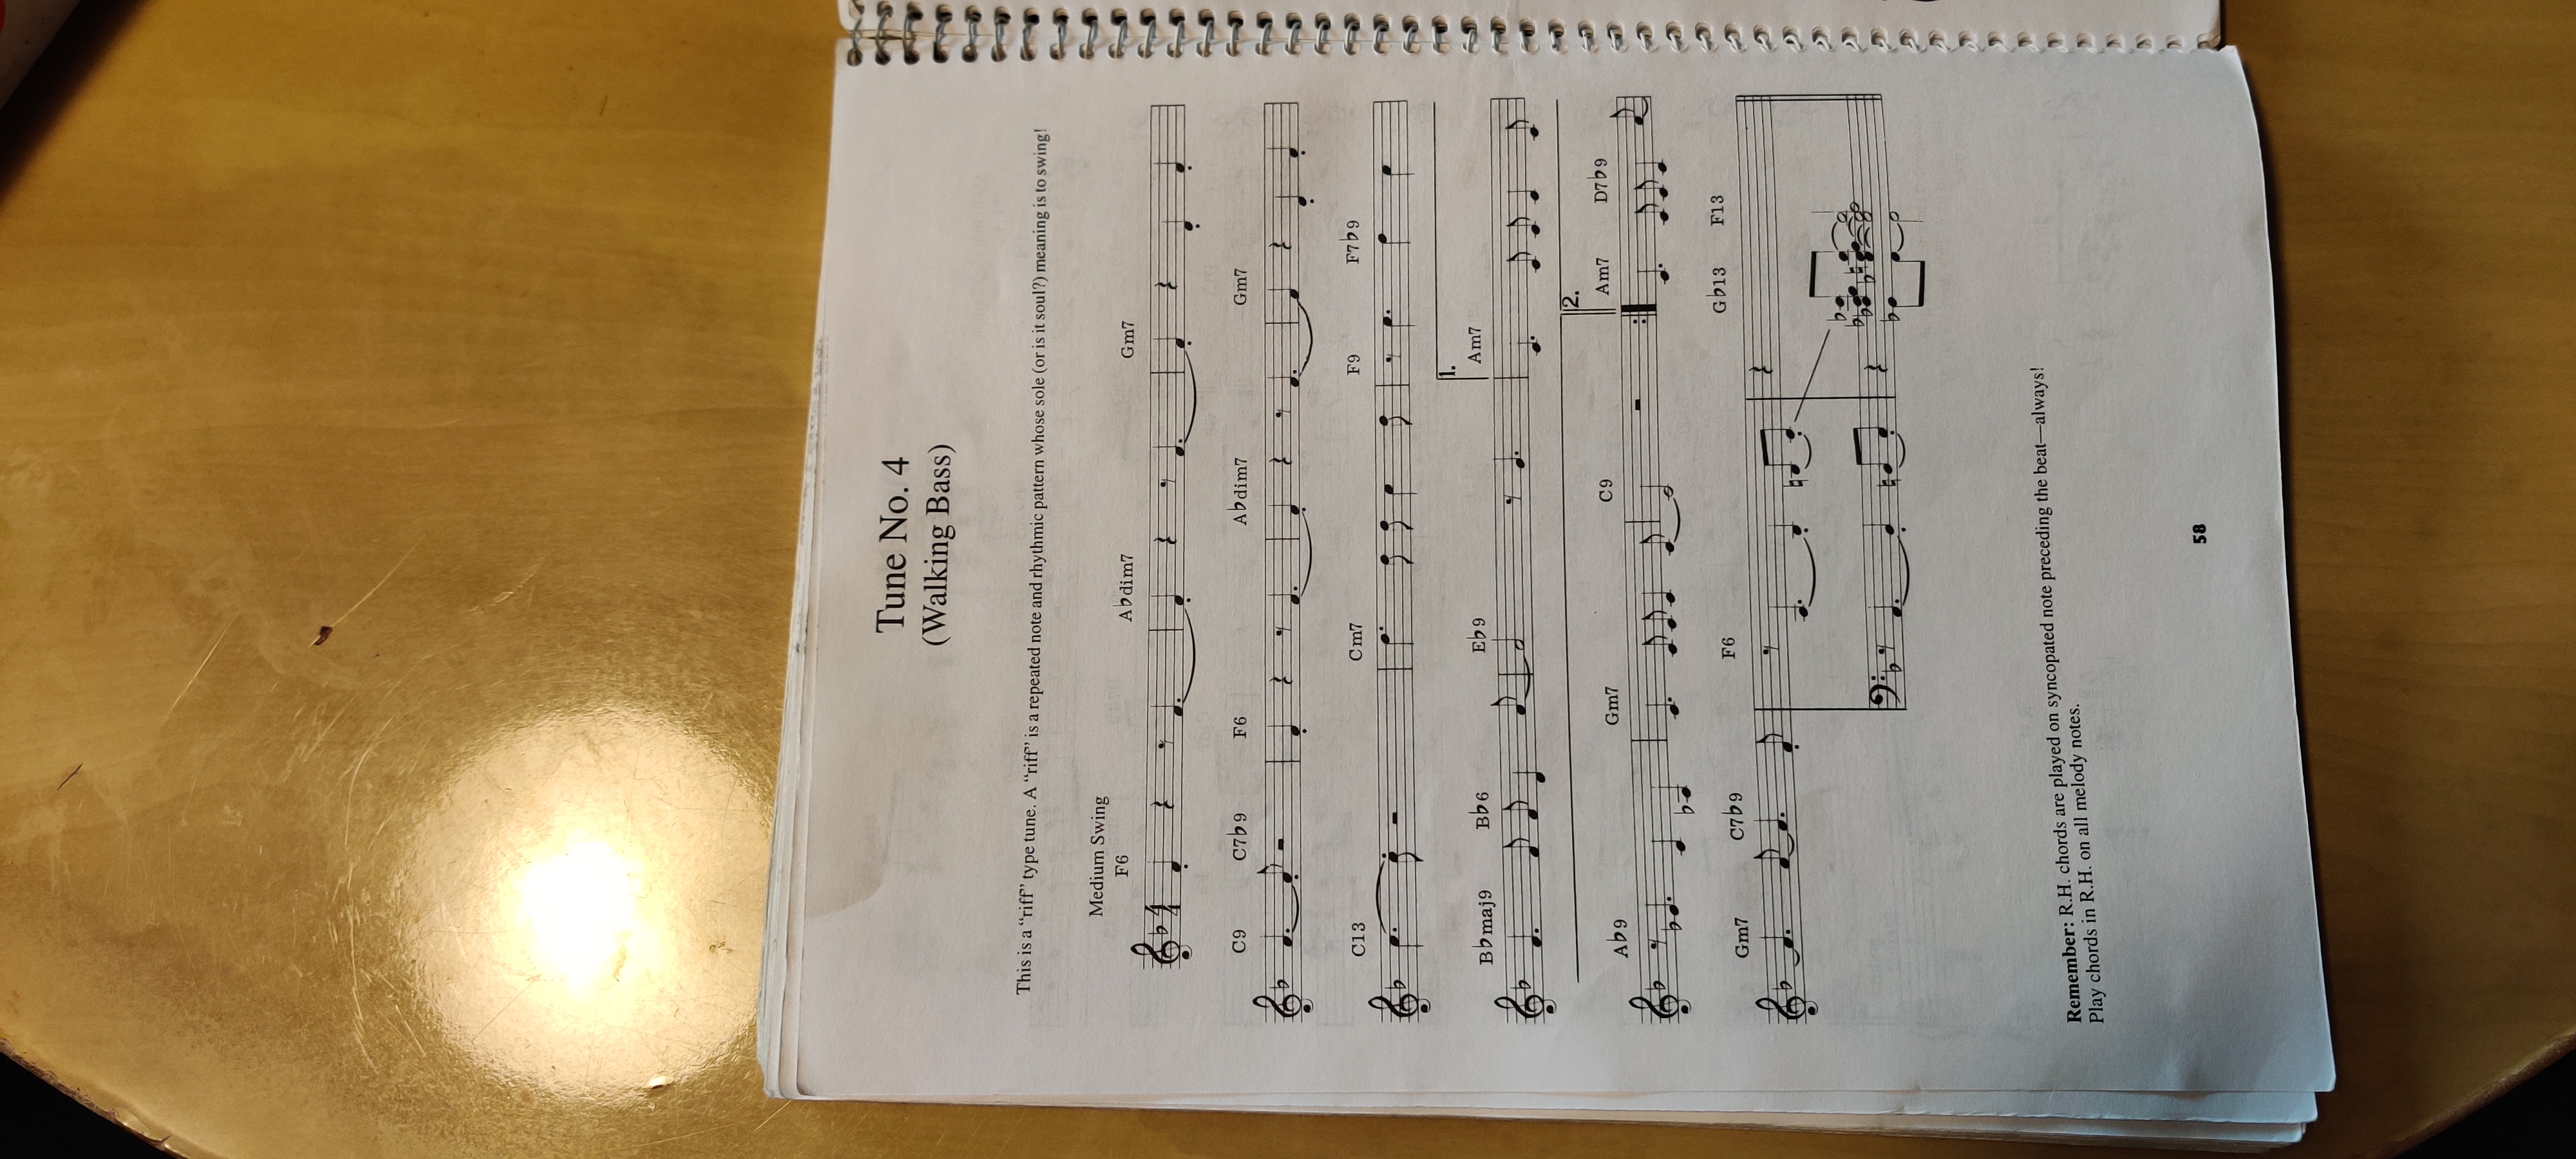 Tune No. 4
(Walking Bass)
This is a “riff” type tune. A “riff” is a repeated note and rhythmic pattern whose sole (or is it soul?) meaning is to swing!
Medium Swing
F6 A♭dim7 Gm7
C9 C7♭9 F6 A♭dim7 Gm7
C13 Cm7 F9 F7♭9
1.
B♭maj9 B♭6 E♭9 Am7
2.
A♭9 Gm7 C9 Am7 D7♭9
Gm7 C7♭9 F6 G♭13 F13
Remember: R.H. chords are played on syncopated note preceding the beat—always!
Play chords in R.H. on all melody notes.
58